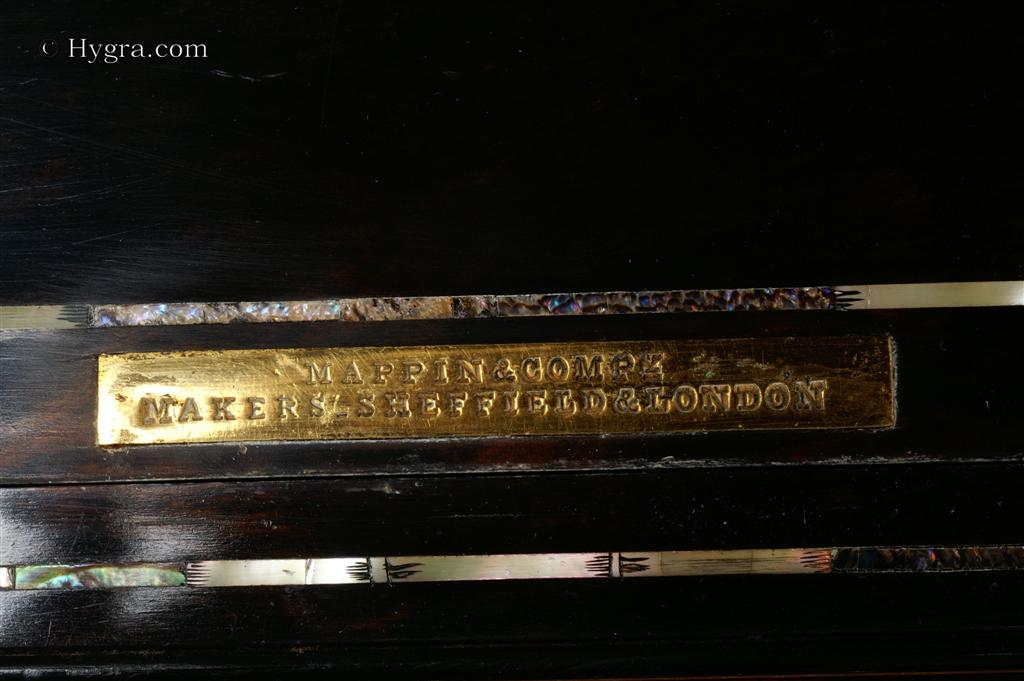 © Hygra.com
MAPPIN & COMPY
MAKERS_SHEFFIELD & LONDON